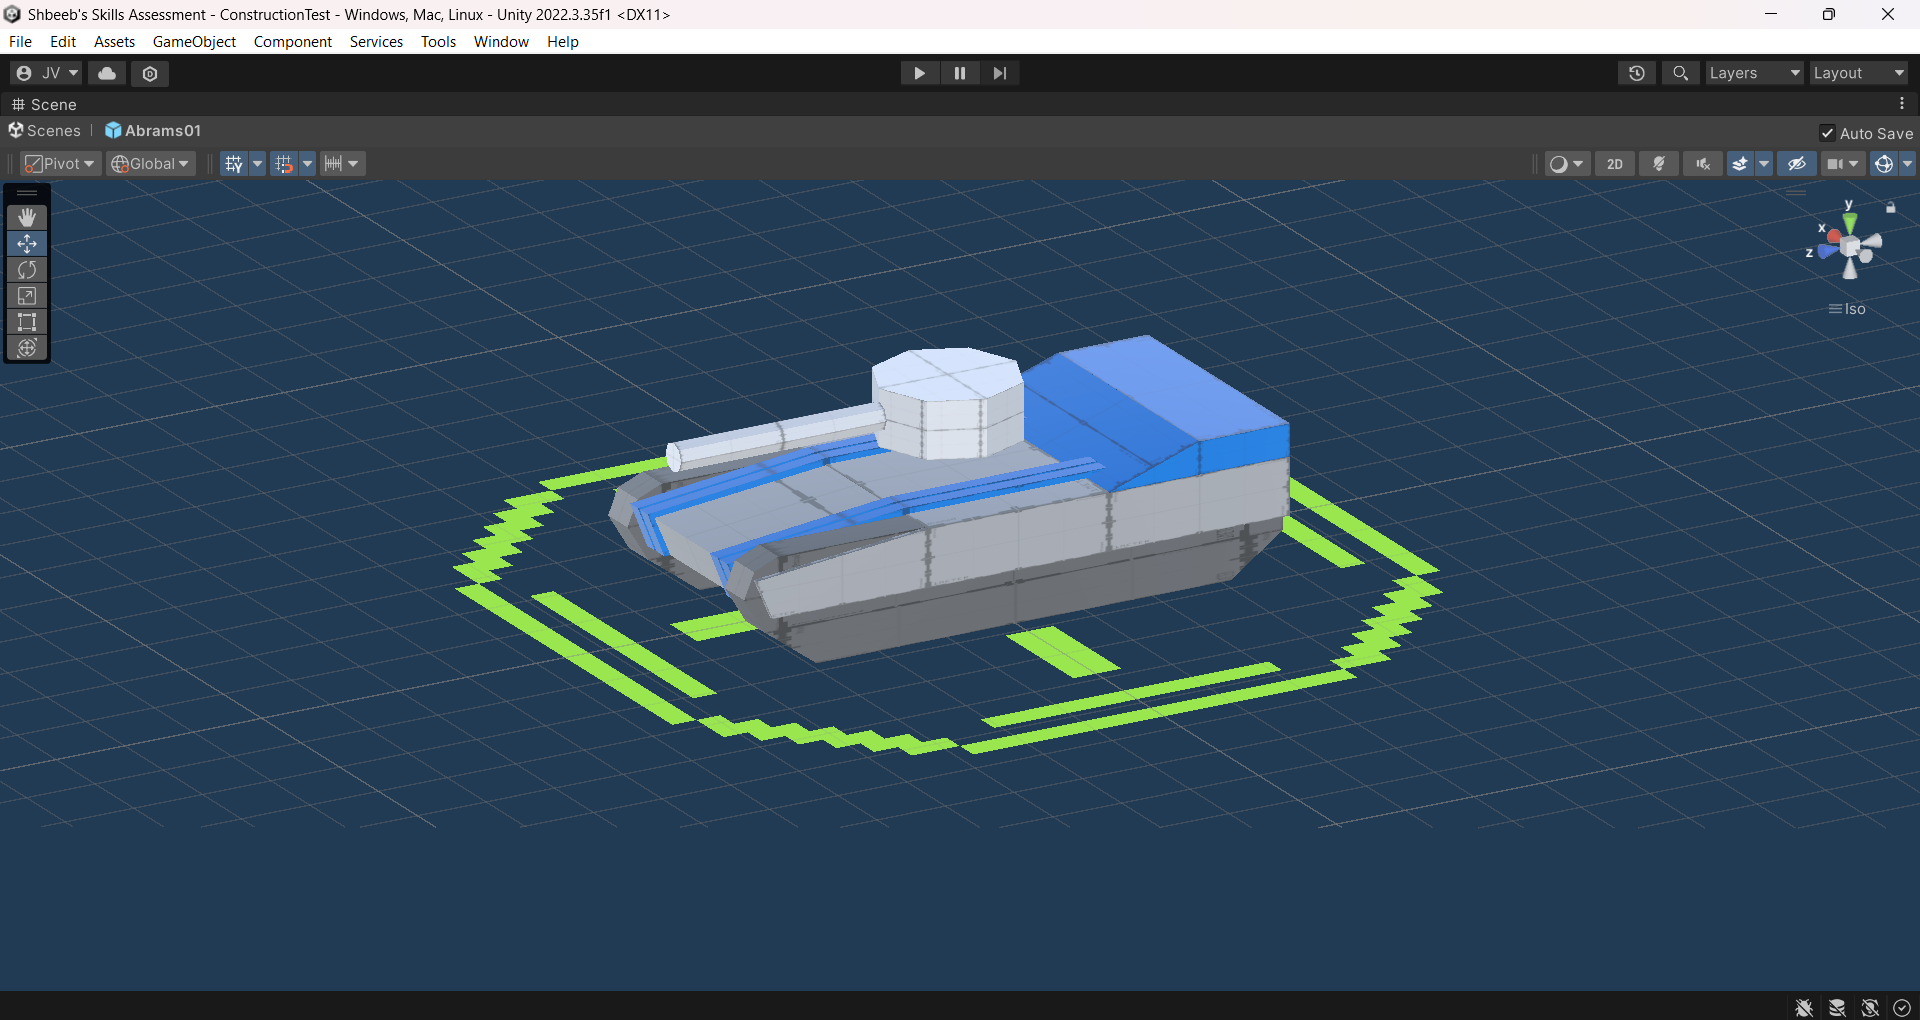 Shbeeb's Skills Assessment - ConstructionTest - Windows, Mac, Linux - Unity 2022.3.35f1 <DX11>
File Edit Assets GameObject Component Services Tools Window Help
JV Layers Layout
Scene
Scenes | Abrams01 Auto Save
Pivot Global 2D
y
x
z
Iso